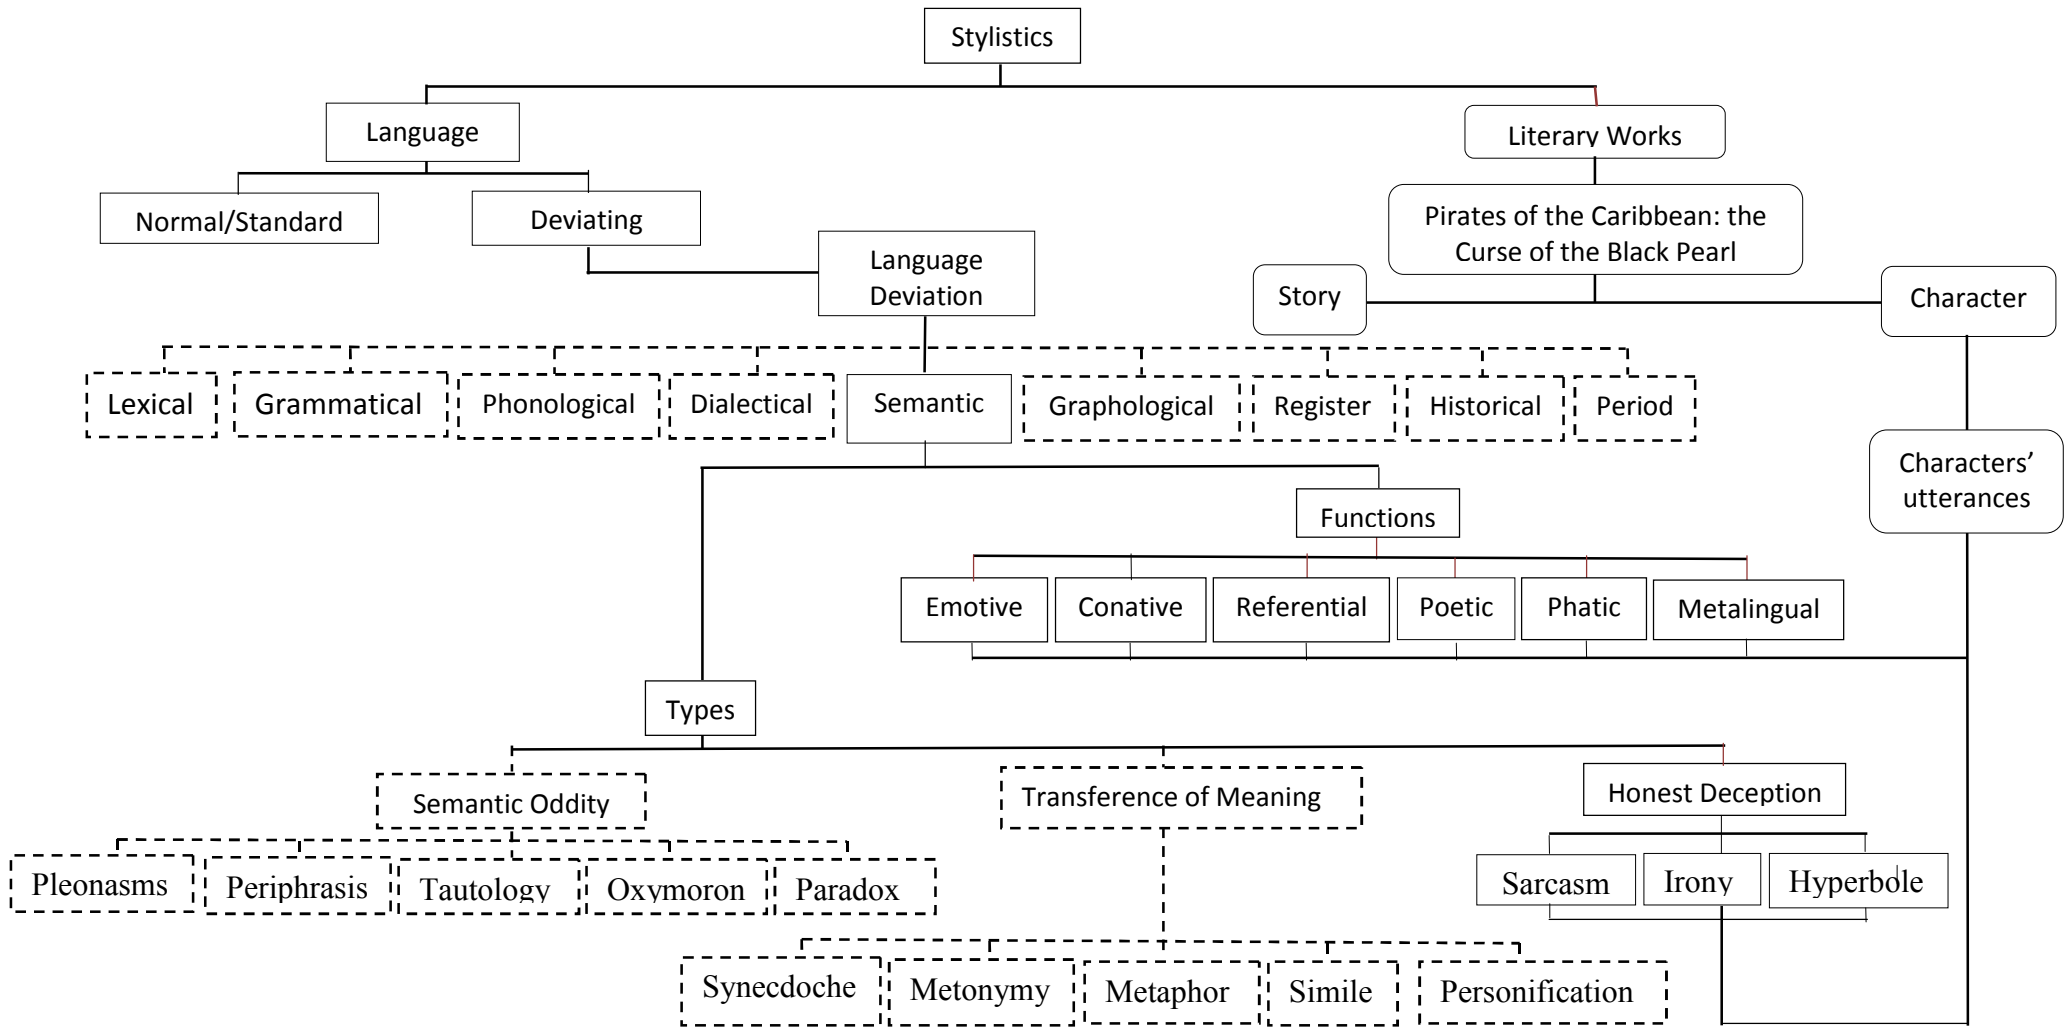 Stylistics
Language
Literary Works
Normal/Standard
Deviating
Pirates of the Caribbean: the
Curse of the Black Pearl
Language
Deviation
Story
Character
Lexical
Grammatical
Phonological
Dialectical
Semantic
Graphological
Register
Historical
Period
Characters’
utterances
Functions
Emotive
Conative
Referential
Poetic
Phatic
Metalingual
Types
Semantic Oddity
Transference of Meaning
Honest Deception
Pleonasms
Periphrasis
Tautology
Oxymoron
Paradox
Sarcasm
Irony
Hyperbole
Synecdoche
Metonymy
Metaphor
Simile
Personification